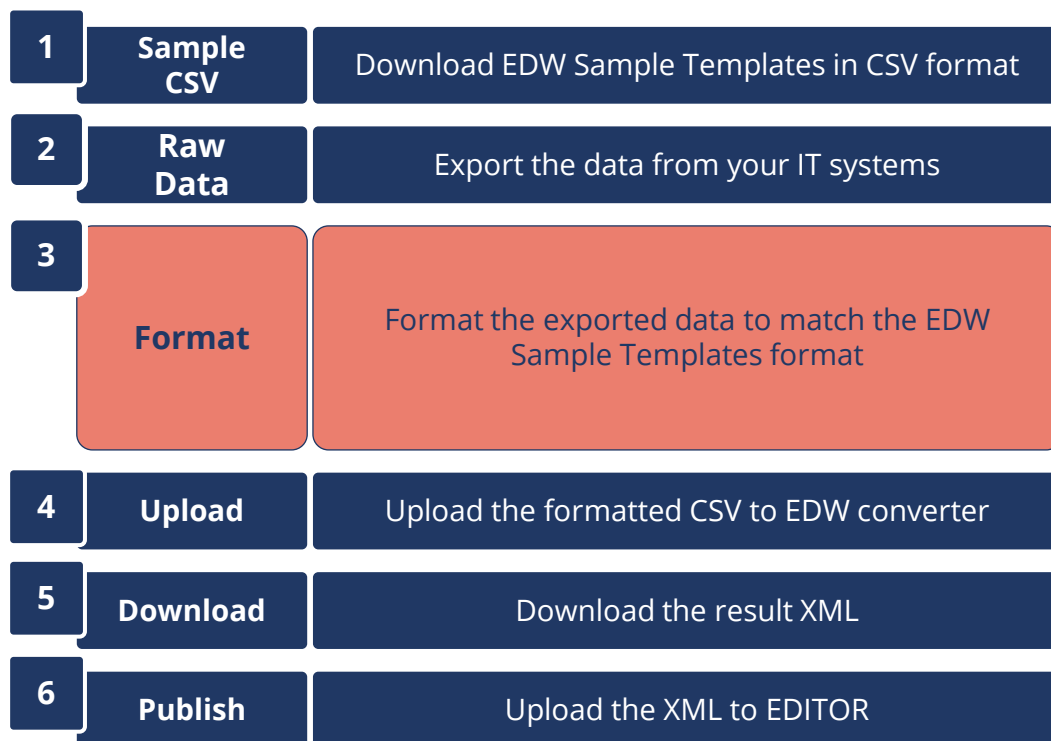 1
Sample
CSV
Download EDW Sample Templates in CSV format
2
Raw
Data
Export the data from your IT systems
3
Format
Format the exported data to match the EDW
Sample Templates format
4
Upload
Upload the formatted CSV to EDW converter
5
Download
Download the result XML
6
Publish
Upload the XML to EDITOR